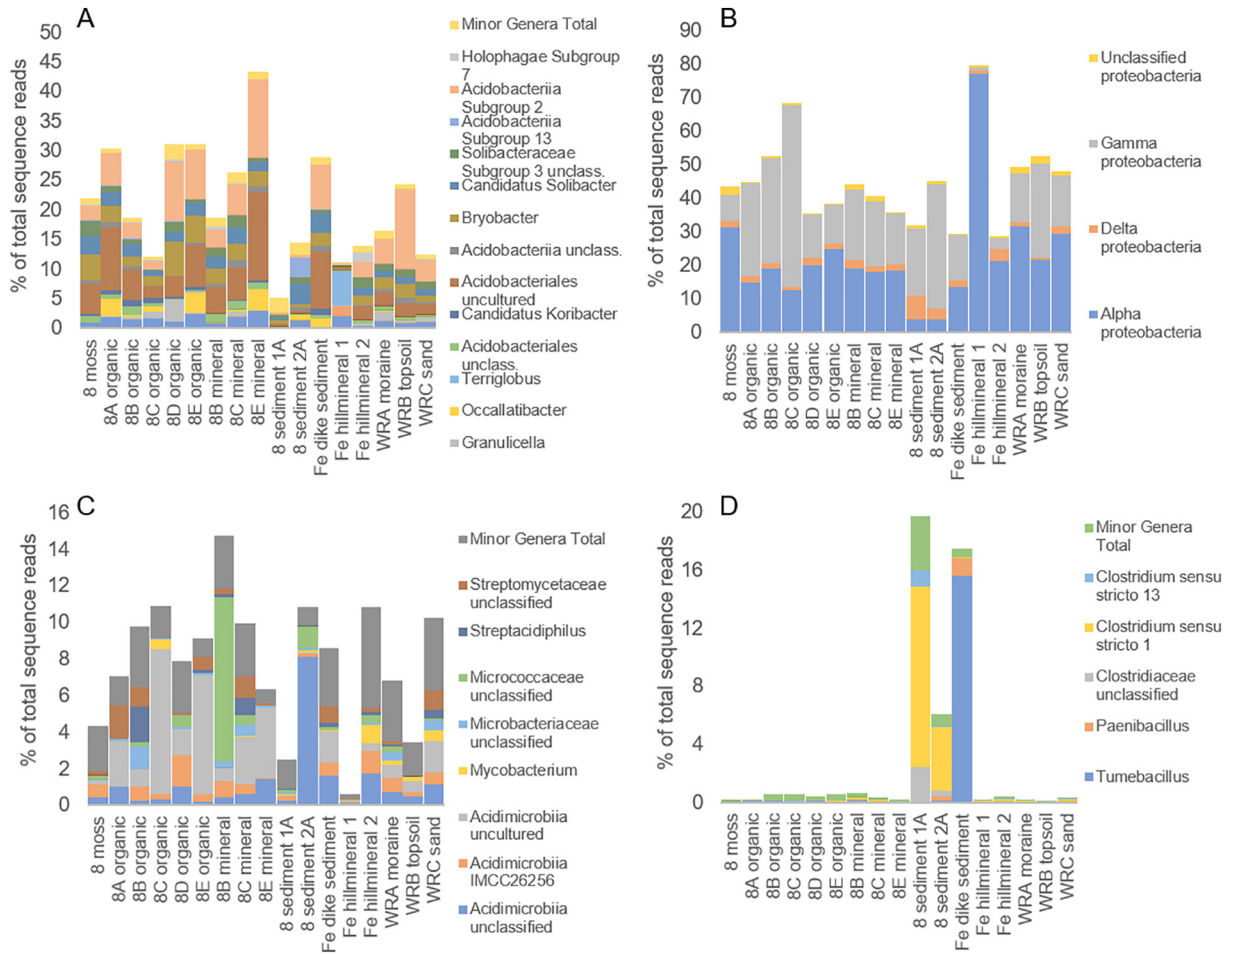 A
% of total sequence reads
50
45
40
35
30
25
20
15
10
5
0
8 moss
8A organic
8B organic
8C organic
8D organic
8E organic
8B mineral
8C mineral
8E mineral
8 sediment 1A
8 sediment 2A
Fe dike sediment
Fe hillmineral 1
Fe hillmineral 2
WRA moraine
WRB topsoil
WRC sand
Minor Genera Total
Holophagae Subgroup
7
Acidobacteriia
Subgroup 2
Acidobacteriia
Subgroup 13
Solibacteraceae
Subgroup 3 unclass.
Candidatus Solibacter
Bryobacter
Acidobacteriia unclass.
Acidobacteriales
uncultured
Candidatus Koribacter
Acidobacteriales
unclass.
Terriglobus
Occallatibacter
Granulicella
B
% of total sequence reads
90
80
70
60
50
40
30
20
10
0
8 moss
8A organic
8B organic
8C organic
8D organic
8E organic
8B mineral
8C mineral
8E mineral
8 sediment 1A
8 sediment 2A
Fe dike sediment
Fe hillmineral 1
Fe hillmineral 2
WRA moraine
WRB topsoil
WRC sand
Unclassified
proteobacteria
Gamma
proteobacteria
Delta
proteobacteria
Alpha
proteobacteria
C
% of total sequence reads
16
14
12
10
8
6
4
2
0
8 moss
8A organic
8B organic
8C organic
8D organic
8E organic
8B mineral
8C mineral
8E mineral
8 sediment 1A
8 sediment 2A
Fe dike sediment
Fe hillmineral 1
Fe hillmineral 2
WRA moraine
WRB topsoil
WRC sand
Minor Genera Total
Streptomycetaceae
unclassified
Streptacidiphilus
Micrococcaceae
unclassified
Microbacteriaceae
unclassified
Mycobacterium
Acidimicrobiia
uncultured
Acidimicrobiia
IMCC26256
Acidimicrobiia
unclassified
D
% of total sequence reads
20
16
12
8
4
0
8 moss
8A organic
8B organic
8C organic
8D organic
8E organic
8B mineral
8C mineral
8E mineral
8 sediment 1A
8 sediment 2A
Fe dike sediment
Fe hillmineral 1
Fe hillmineral 2
WRA moraine
WRB topsoil
WRC sand
Minor Genera
Total
Clostridium sensu
stricto 13
Clostridium sensu
stricto 1
Clostridiaceae
unclassified
Paenibacillus
Tumebacillus